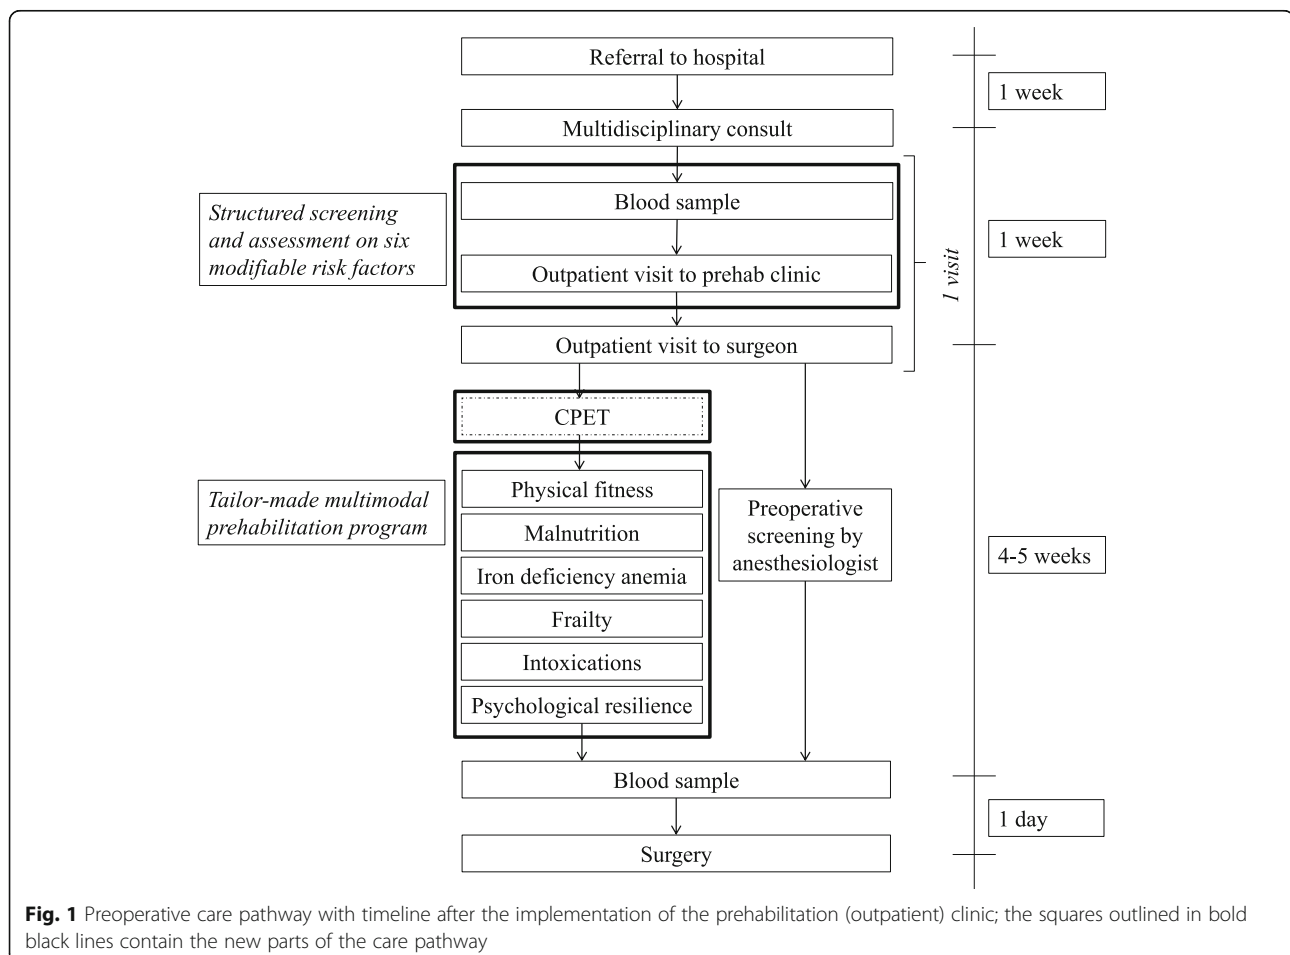 Referral to hospital
1 week
Multidisciplinary consult
Structured screening
and assessment on six
modifiable risk factors
Blood sample
Outpatient visit to prehab clinic
Outpatient visit to surgeon
1 visit
1 week
CPET
Tailor-made multimodal
prehabilitation program
Physical fitness
Malnutrition
Iron deficiency anemia
Frailty
Intoxications
Psychological resilience
Preoperative
screening by
anesthesiologist
4-5 weeks
Blood sample
1 day
Surgery
Fig. 1 Preoperative care pathway with timeline after the implementation of the prehabilitation (outpatient) clinic; the squares outlined in bold
black lines contain the new parts of the care pathway